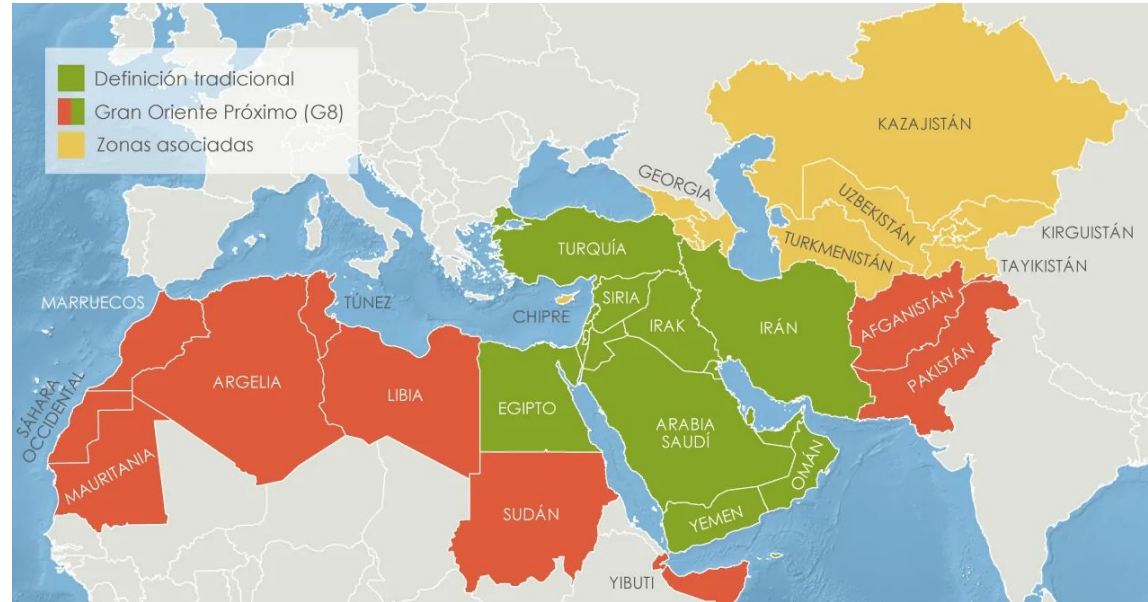 Definición tradicional
Gran Oriente Próximo (G8)
Zonas asociadas
KAZAJISTÁN
GEORGIA
UZBEKISTÁN
KIRGUISTÁN
TURQUÍA
TURKMENISTÁN
TAYIKISTÁN
MARRUECOS
TÚNEZ
CHIPRE
SIRIA
IRAK
IRÁN
AFGANISTÁN
PAKISTÁN
SÁHARA
OCCIDENTAL
ARGELIA
LIBIA
EGIPTO
ARABIA
SAUDÍ
OMÁN
MAURITANIA
SUDÁN
YEMEN
YIBUTI